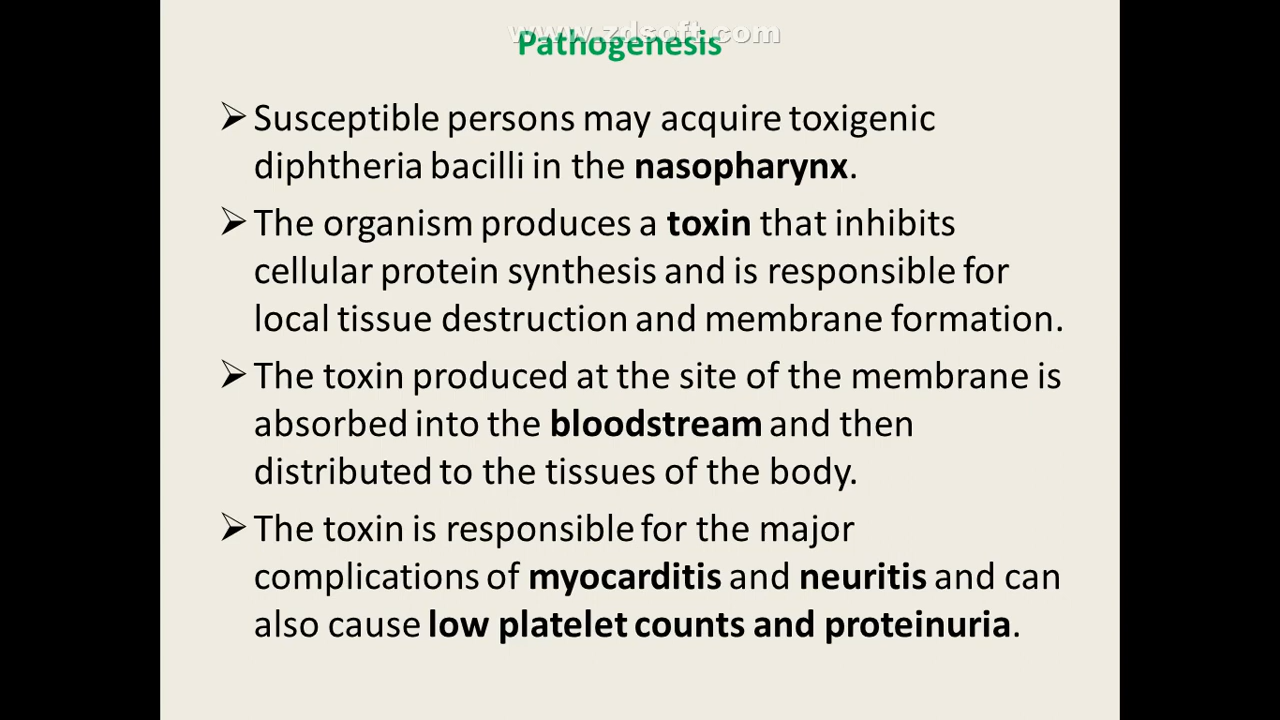 www.zdsoft.com
Pathogenesis
➢ Susceptible persons may acquire toxigenic
diphtheria bacilli in the nasopharynx.
➢ The organism produces a toxin that inhibits
cellular protein synthesis and is responsible for
local tissue destruction and membrane formation.
➢ The toxin produced at the site of the membrane is
absorbed into the bloodstream and then
distributed to the tissues of the body.
➢ The toxin is responsible for the major
complications of myocarditis and neuritis and can
also cause low platelet counts and proteinuria.